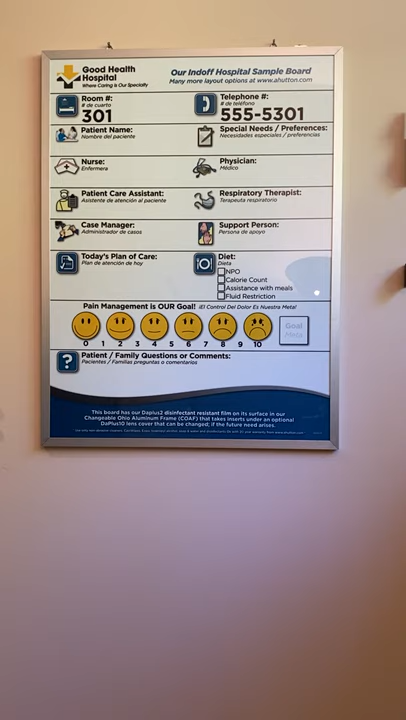 Good Health
Hospital
Where Caring is Our Specialty
Our Indoff Hospital Sample Board
Many more layout options at www.ahutton.com
Room #:
# de cuarto
301
Telephone #:
# de teléfono
555-5301
Patient Name:
Nombre del paciente
Special Needs / Preferences:
Necesidades especiales / preferencias
Nurse:
Enfermera
Physician:
Médico
Patient Care Assistant:
Asistente de atención al paciente
Respiratory Therapist:
Terapeuta respiratorio
Case Manager:
Administrador de casos
Support Person:
Persona de apoyo
Today's Plan of Care:
Plan de atención de hoy
Diet:
Dieta
NPO
Calorie Count
Assistance with meals
Fluid Restriction
Pain Management is OUR Goal! ¡El Control Del Dolor Es Nuestra Meta!
0 1 2 3 4 5 6 7 8 9 10
Goal
Meta
Patient / Family Questions or Comments:
Pacientes / Familias preguntas o comentarios
This board has our Daplus2 disinfectant resistant film on its surface in our
Changeable Ohio Aluminum Frame (COAF) that takes inserts under an optional
DaPlus10 lens cover that can be changed; if the future need arises.